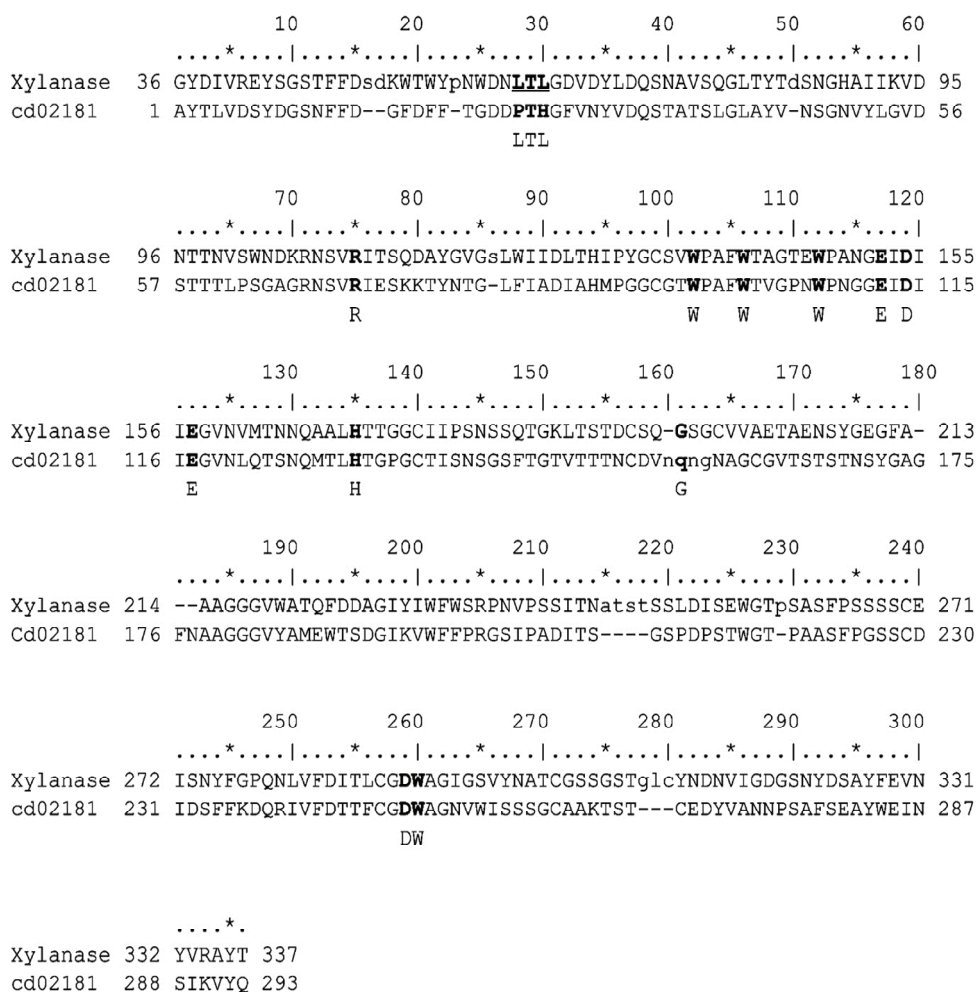 10 20 30 40 50 60
....*....|....*....|....*....|....*....|....*....|....*....|
Xylanase 36 GYDIVREYSGSTFFDsdKWTWYpNWDNLTLGDVDYLDQSNAVSQGLTYTdSNGHAIIKVD 95
cd02181 1 AYTLVDSYDGSNFFD--GFDFF-TGDDPTHGFVNYVDQSTATSLGLAYV-NSGNVYLGVD 56
LTL
70 80 90 100 110 120
....*....|....*....|....*....|....*....|....*....|....*....|
Xylanase 96 NTTNVSWNDKRNSVRITSQDAYGVGsLWIIDLTHIPYGCSVWPAFWTAGTEWPANGEIDI 155
cd02181 57 STTTLPSGAGRNSVRIESKKTYNTG-LFIADIAHMPGGCGTWPAFWTVGPNWPNGGEIDI 115
R W W W E D
130 140 150 160 170 180
....*....|....*....|....*....|....*....|....*....|....*....|
Xylanase 156 IEGVNVMTNNQAALHTTGGCIIPSNSSQTGKLTSTDCSQ-GSGCVVAETAENSYGEGFA- 213
cd02181 116 IEGVNLQTSNQMTLHTGPGCTISNSGSFTGTVTTTNCDVnqngNAGCGVTSTSTNSYGAG 175
E H G
190 200 210 220 230 240
....*....|....*....|....*....|....*....|....*....|....*....|
Xylanase 214 --AAGGGVWATQFDDAGIYIWFWSRPNVPSSITNatstSSLDISEWGTpSASFPSSSSCE 271
Cd02181 176 FNAAGGGVYAMEWTSDGIKVWFFPRGSIPADITS----GSPDPSTWGT-PAASFPGSSCD 230
250 260 270 280 290 300
....*....|....*....|....*....|....*....|....*....|....*....|
Xylanase 272 ISNYFGPQNLVFDITLCGDWAGIGSVYNATCGSSGSTglcYNDNVIGDGSNYDSAYFEVN 331
cd02181 231 IDSFFKDQRIVFDTTFCGDWAGNVWISSSGCAAKTST---CEDYVANNPSAFSEAYWEIN 287
DW
....*.
Xylanase 332 YVRAYT 337
cd02181 288 SIKVYQ 293